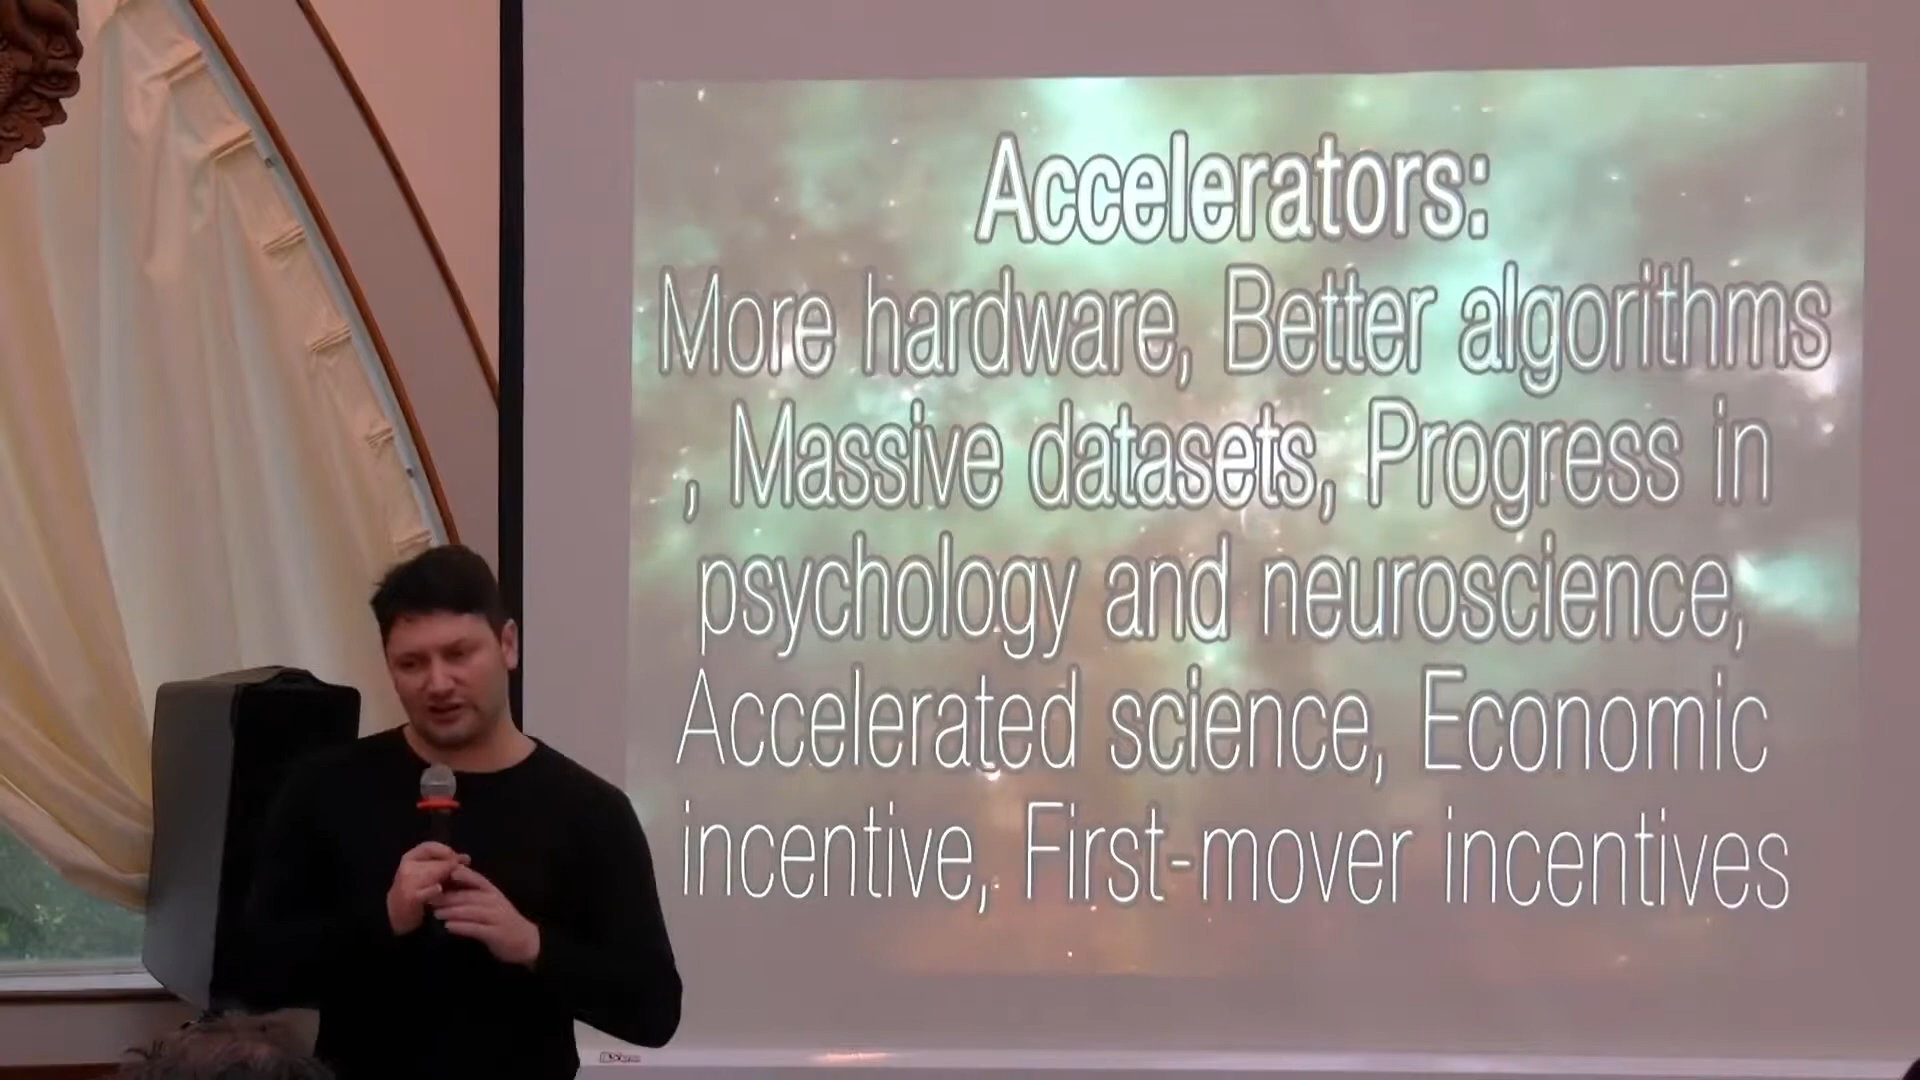 Accelerators:
More hardware, Better algorithms
, Massive datasets, Progress in
psychology and neuroscience,
Accelerated science, Economic
incentive, First-mover incentives